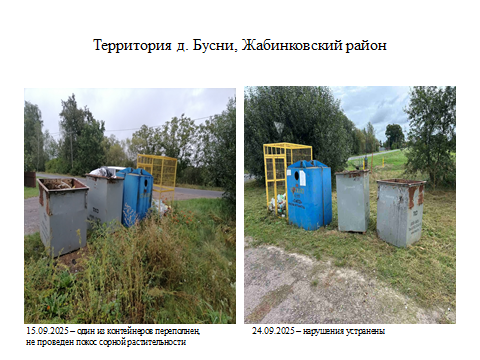 Территория д. Бусни, Жабинковский район
15.09.2025 – один из контейнеров переполнен,
не проведен покос сорной растительности
24.09.2025 – нарушения устранены